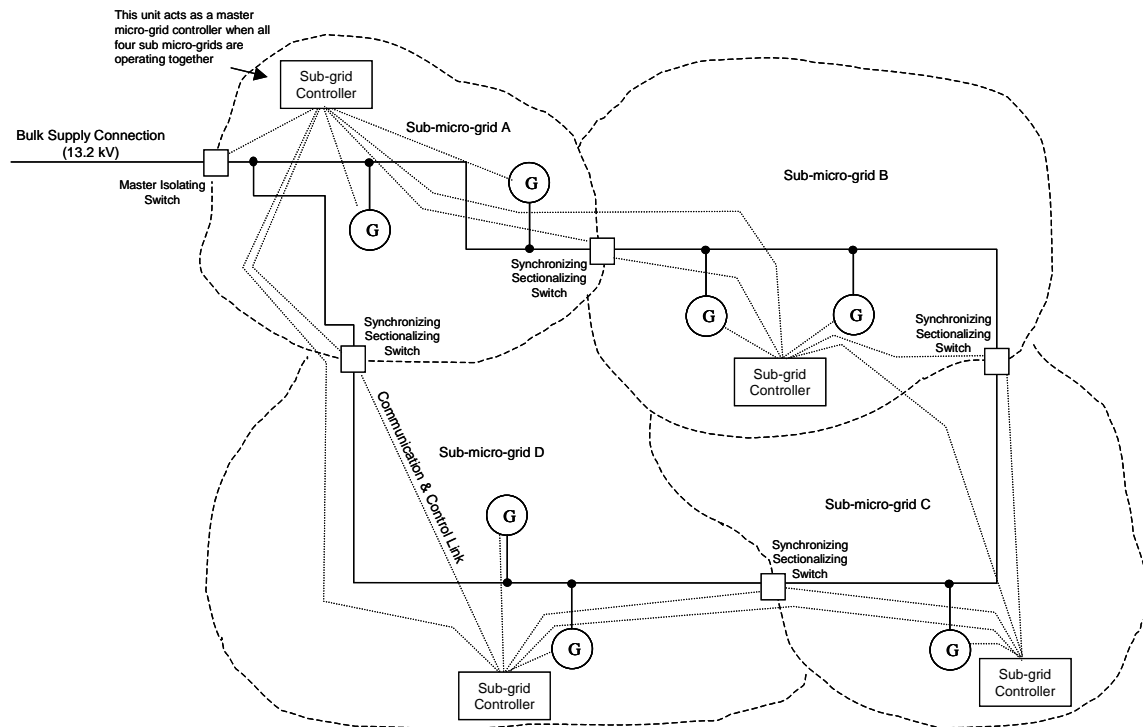 This unit acts as a master
micro-grid controller when all
four sub micro-grids are
operating together
Sub-grid
Controller
Sub-micro-grid A
Bulk Supply Connection
(13.2 kV)
Master Isolating
Switch
G
G
Sub-micro-grid B
Synchronizing
Sectionalizing
Switch
G
G
Synchronizing
Sectionalizing
Switch
Synchronizing
Sectionalizing
Switch
Sub-grid
Controller
Communication & Control Link
Sub-micro-grid D
G
Sub-micro-grid C
Synchronizing
Sectionalizing
Switch
G
G
Sub-grid
Controller
Sub-grid
Controller